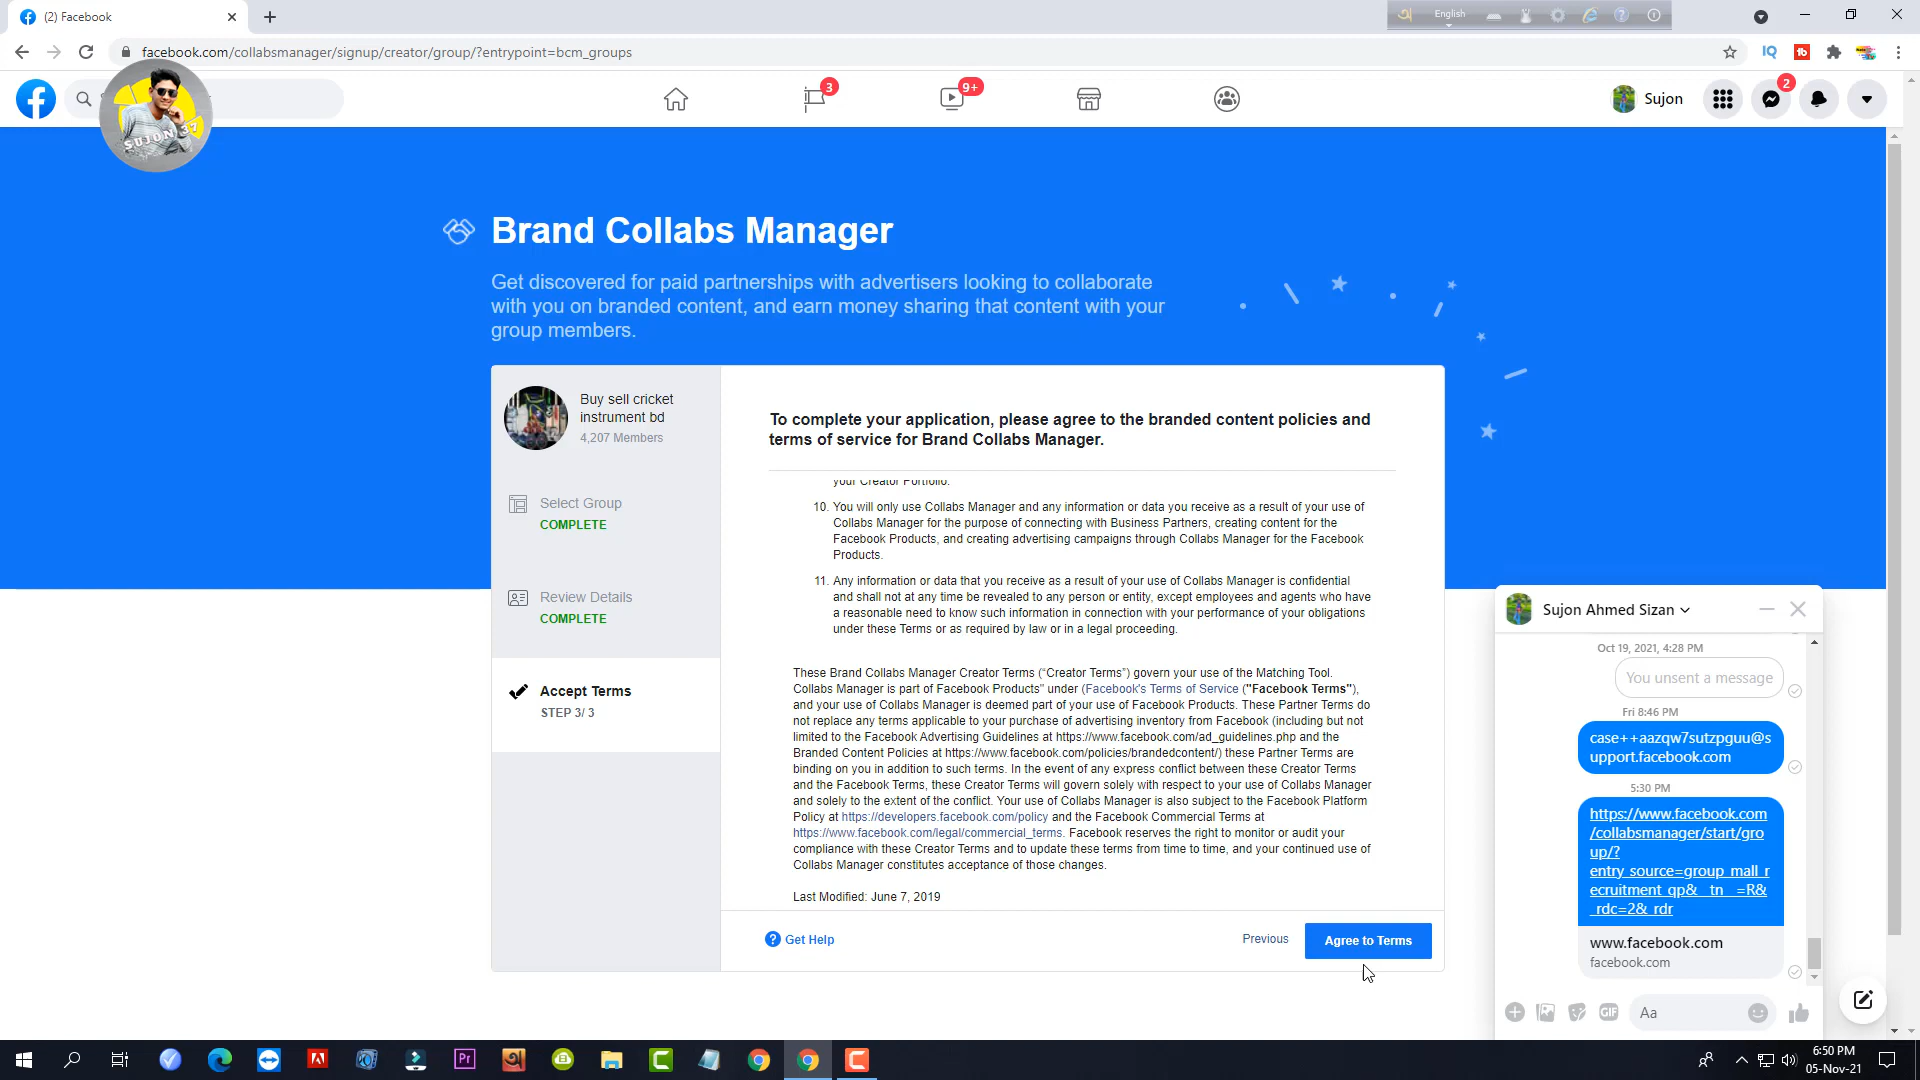 (2) Facebook
English
facebook.com/collabsmanager/signup/creator/group/?entrypoint=bcm_groups
IQ
3
9+
Sujon
2
SUJON 37
Brand Collabs Manager
Get discovered for paid partnerships with advertisers looking to collaborate
with you on branded content, and earn money sharing that content with your
group members.
Buy sell cricket
instrument bd
4,207 Members
Select Group
COMPLETE
Review Details
COMPLETE
Accept Terms
STEP 3/ 3
To complete your application, please agree to the branded content policies and
terms of service for Brand Collabs Manager.
your Creator Portfolio.
10. You will only use Collabs Manager and any information or data you receive as a result of your use of
Collabs Manager for the purpose of connecting with Business Partners, creating content for the
Facebook Products, and creating advertising campaigns through Collabs Manager for the Facebook
Products.
11. Any information or data that you receive as a result of your use of Collabs Manager is confidential
and shall not at any time be revealed to any person or entity, except employees and agents who have
a reasonable need to know such information in connection with your performance of your obligations
under these Terms or as required by law or in a legal proceeding.
These Brand Collabs Manager Creator Terms (“Creator Terms”) govern your use of the Matching Tool.
Collabs Manager is part of Facebook Products" under (Facebook's Terms of Service ("Facebook Terms"),
and your use of Collabs Manager is deemed part of your use of Facebook Products. These Partner Terms do
not replace any terms applicable to your purchase of advertising inventory from Facebook (including but not
limited to the Facebook Advertising Guidelines at https://www.facebook.com/ad_guidelines.php and the
Branded Content Policies at https://www.facebook.com/policies/brandedcontent/) these Partner Terms are
binding on you in addition to such terms. In the event of any express conflict between these Creator Terms
and the Facebook Terms, these Creator Terms will govern solely with respect to your use of Collabs Manager
and solely to the extent of the conflict. Your use of Collabs Manager is also subject to the Facebook Platform
Policy at https://developers.facebook.com/policy and the Facebook Commercial Terms at
https://www.facebook.com/legal/commercial_terms. Facebook reserves the right to monitor or audit your
compliance with these Creator Terms and to update these terms from time to time, and your continued use of
Collabs Manager constitutes acceptance of those changes.
Last Modified: June 7, 2019
Get Help
Previous
Agree to Terms
Sujon Ahmed Sizan
Oct 19, 2021, 4:28 PM
You unsent a message
Fri 8:46 PM
case++aazqw7sutzpguu@s
upport.facebook.com
5:30 PM
https://www.facebook.com
/collabsmanager/start/gro
up/?
entry_source=group_mall_r
ecruitment_qp&__tn__=R&
_rdc=2&_rdr
www.facebook.com
facebook.com
GIF
Aa
Pr
6:50 PM
05-Nov-21